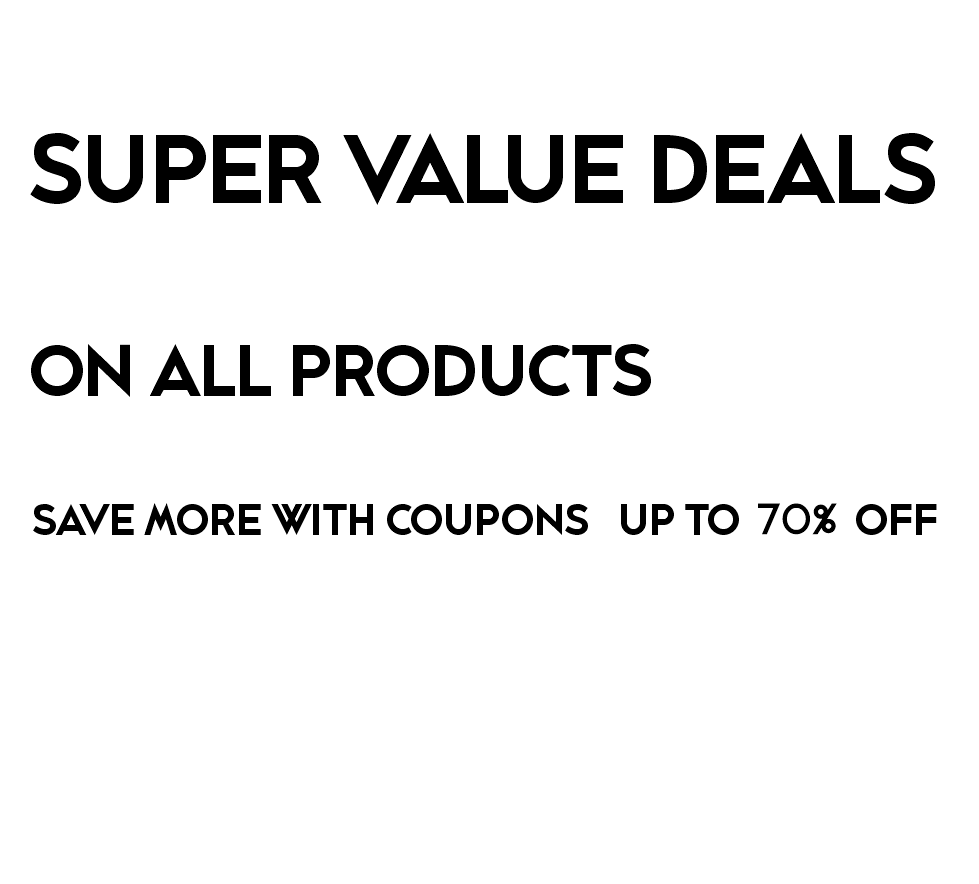 SUPER VALUE DEALS
ON ALL PRODUCTS
SAVE MORE WITH COUPONS UP TO 70% OFF